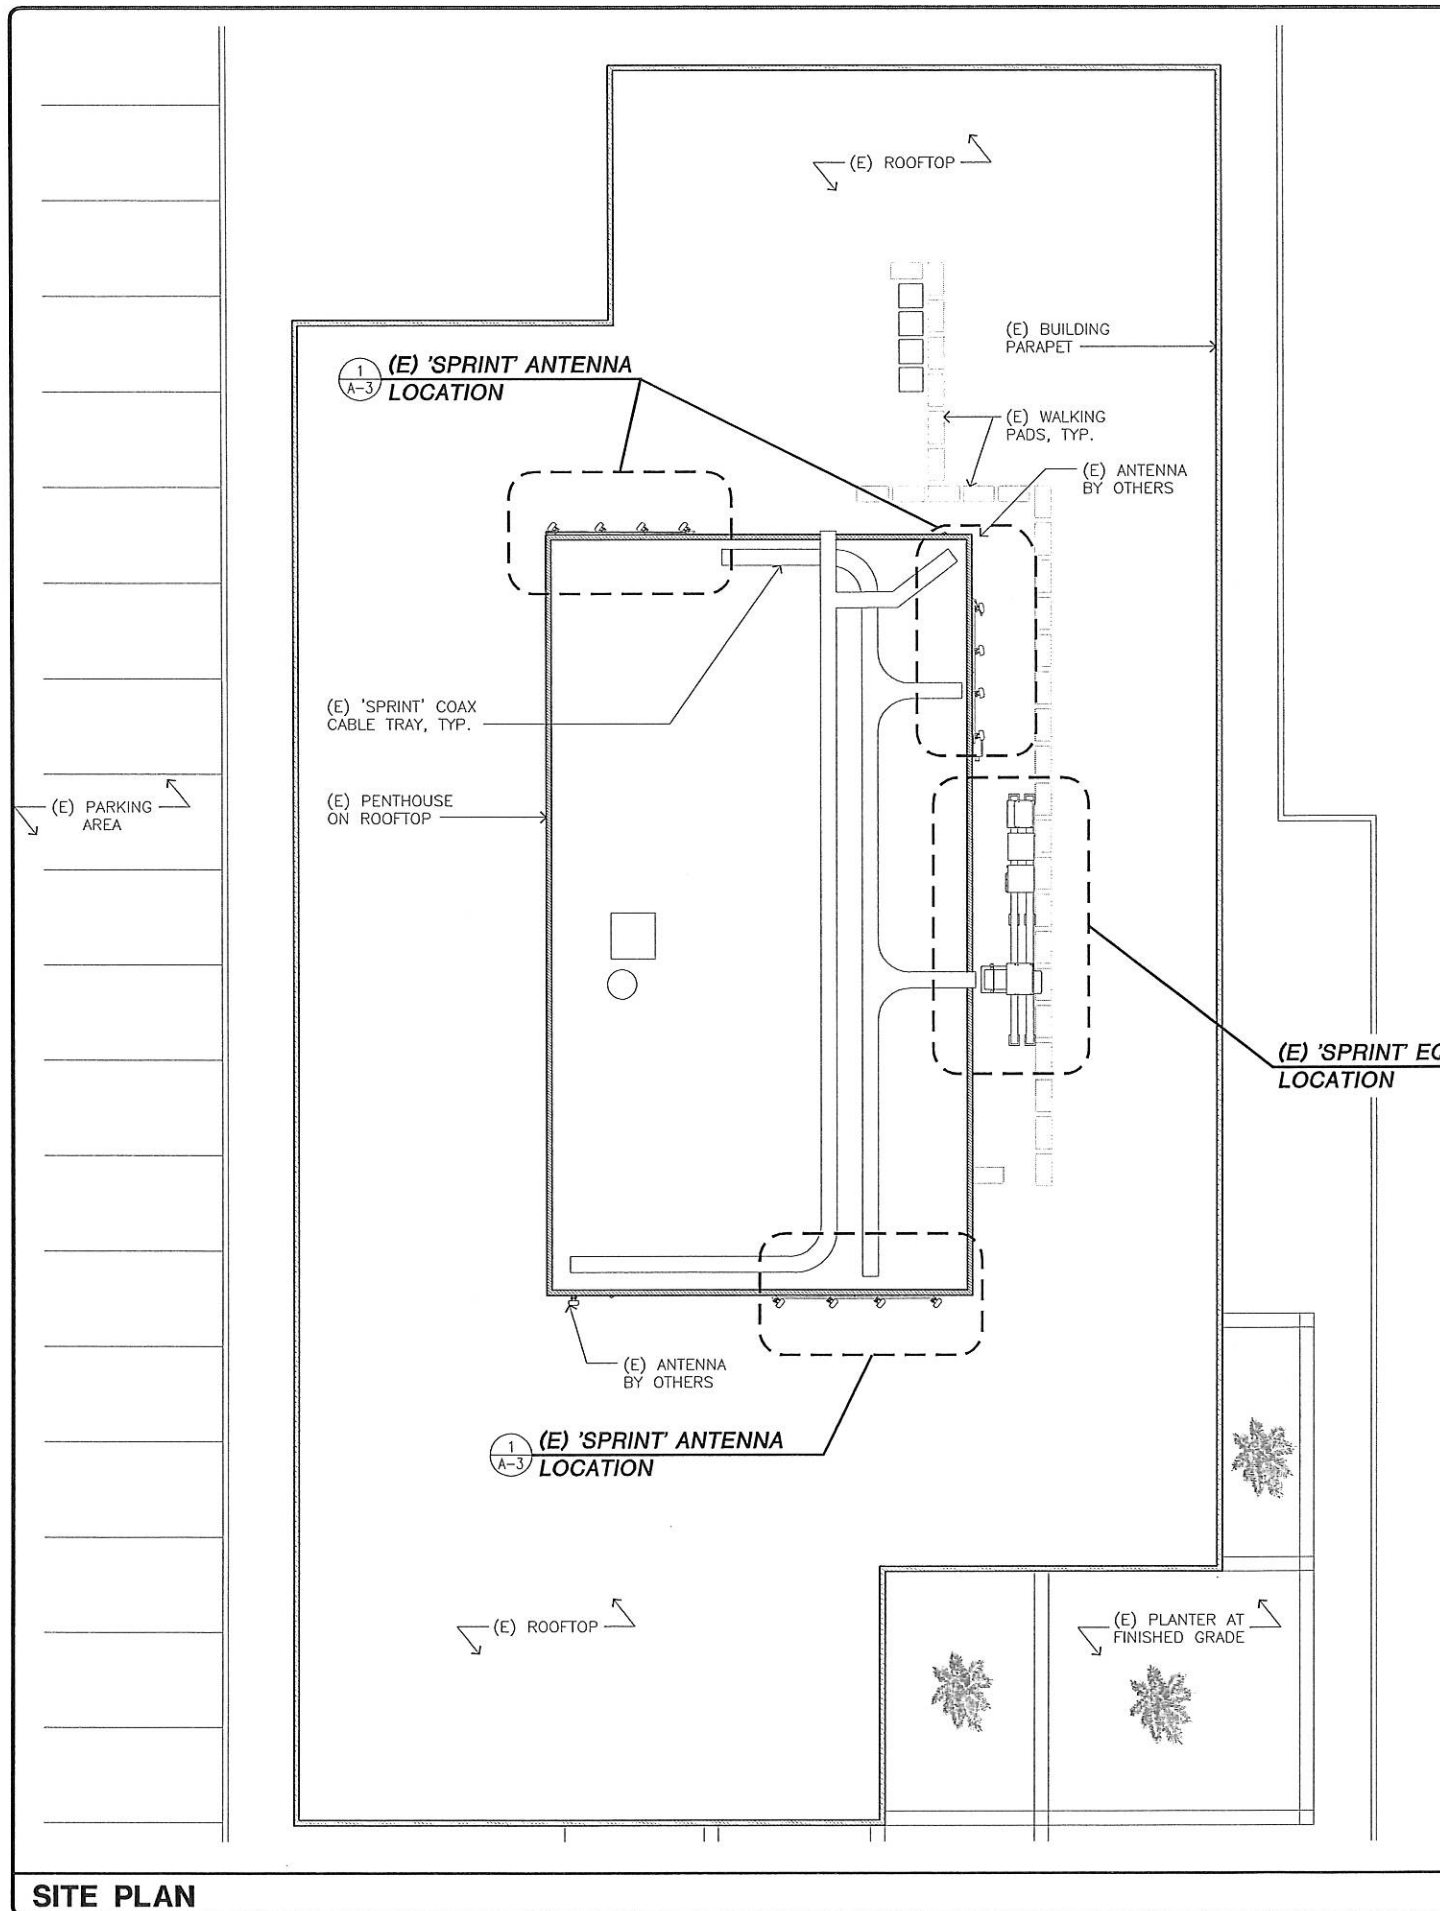 (E) ROOFTOP
(E) BUILDING
PARAPET
1
A-3
(E) 'SPRINT' ANTENNA
LOCATION
(E) WALKING
PADS, TYP.
(E) ANTENNA
BY OTHERS
(E) 'SPRINT' COAX
CABLE TRAY, TYP.
(E) PENTHOUSE
ON ROOFTOP
(E) PARKING
AREA
(E) 'SPRINT'
LOCATION
(E) ANTENNA
BY OTHERS
1
A-3
(E) 'SPRINT' ANTENNA
LOCATION
(E) ROOFTOP
(E) PLANTER AT
FINISHED GRADE
SITE PLAN